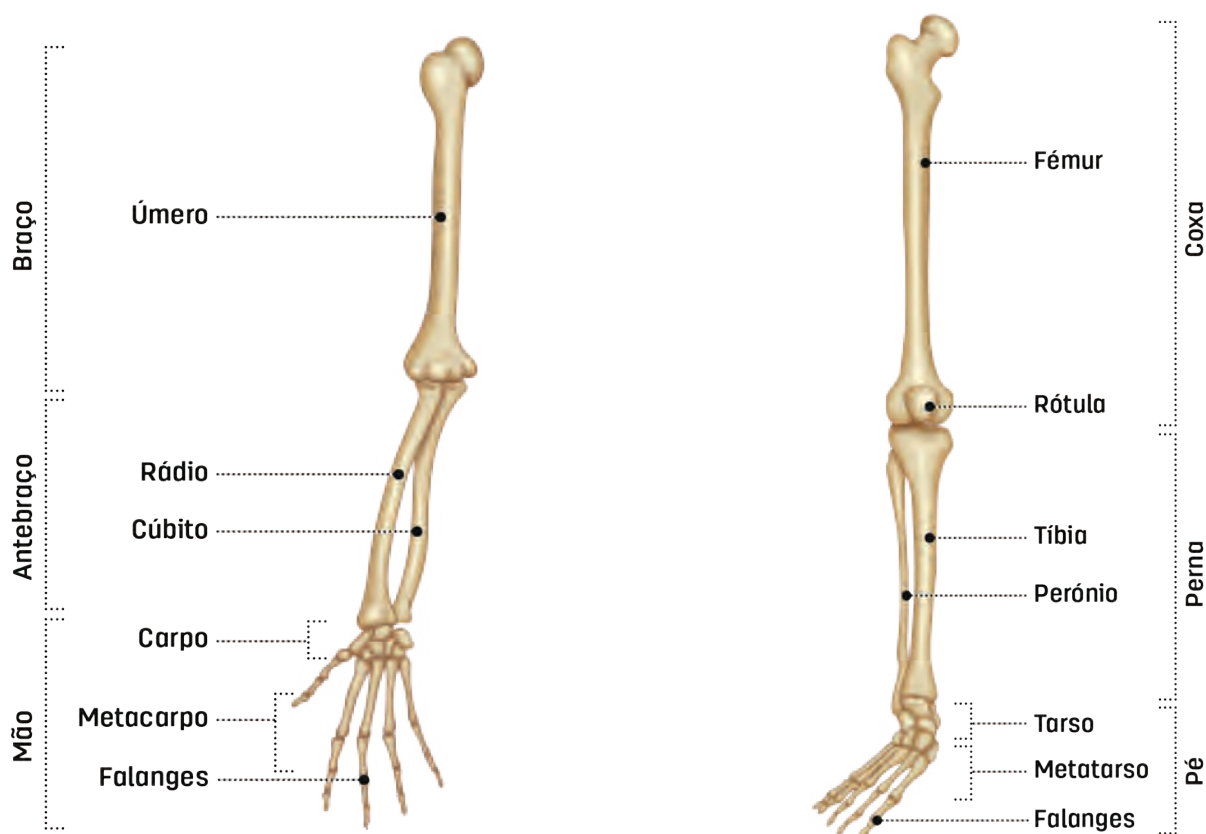 Braço
Antebraço
Mão
Úmero
Rádio
Cúbito
Carpo
Metacarpo
Falanges
Fémur
Rótula
Tíbia
Perónio
Tarso
Metatarso
Falanges
Coxa
Perna
Pé